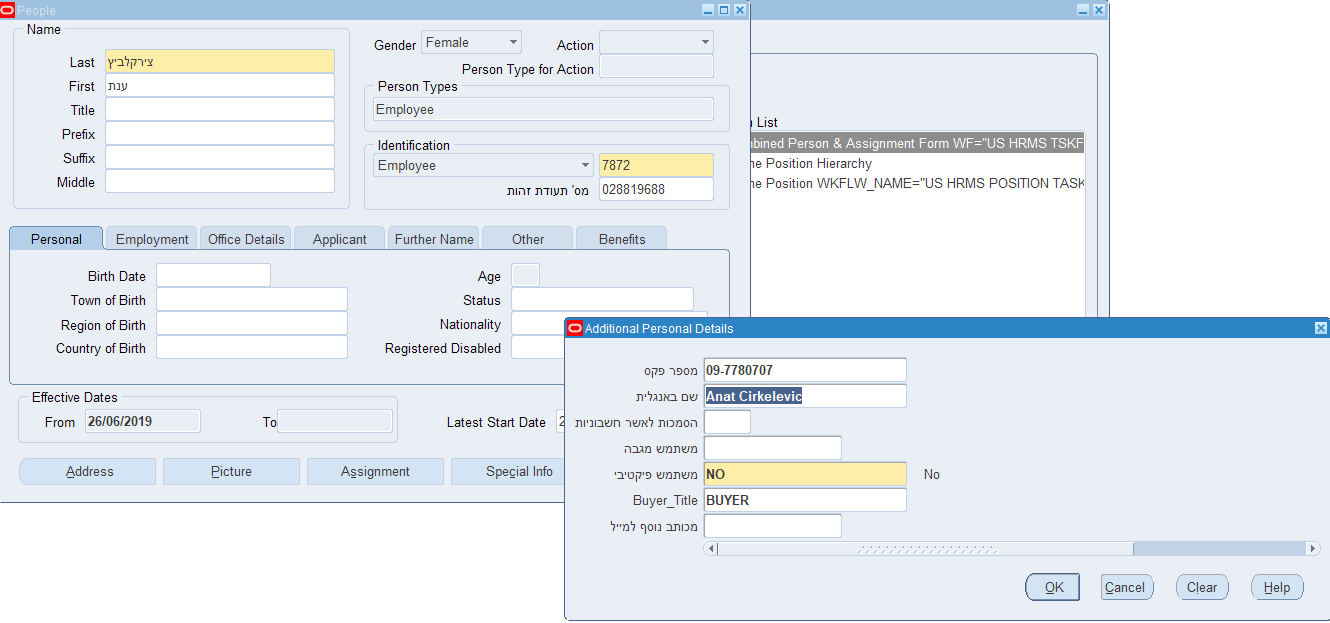 People
Name
Last צירקלביץ
First ענת
Title
Prefix
Suffix
Middle
Gender Female Action
Person Type for Action
Person Types
Employee
Identification
Employee 7872
מס' תעודת זהות 028819688
List
Person & Assignment Form WF="US HRMS TSKF
Position Hierarchy
Position WKFLW_NAME="US HRMS POSITION TASK
Personal Employment Office Details Applicant Further Name Other Benefits
Birth Date Age
Town of Birth Status
Region of Birth Nationality
Country of Birth Registered Disabled
Effective Dates
From 26/06/2019 To Latest Start Date 2
Address Picture Assignment Special Info
Additional Personal Details
מספר פקס 09-7780707
שם באנגלית Anat Cirkelevic
הסמכות לאשר חשבוניות
משתמש מגבה
משתמש פיקטיבי NO No
Buyer_Title BUYER
מכותב נוסף למייל
OK Cancel Clear Help